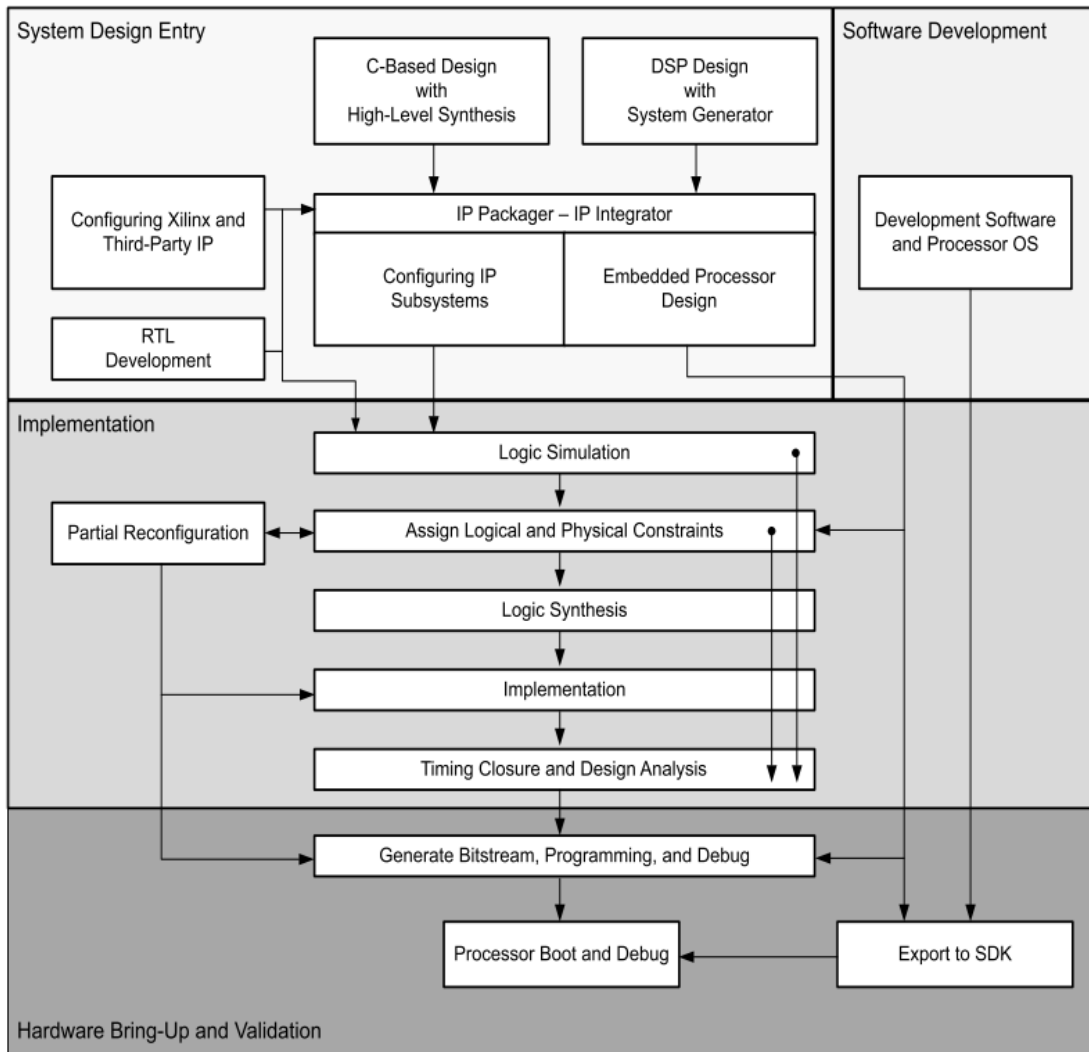 System Design Entry
Software Development
C-Based Design
with
High-Level Synthesis
DSP Design
with
System Generator
Configuring Xilinx and
Third-Party IP
IP Packager – IP Integrator
Development Software
and Processor OS
Configuring IP
Subsystems
Embedded Processor
Design
RTL
Development
Implementation
Logic Simulation
Partial Reconfiguration
Assign Logical and Physical Constraints
Logic Synthesis
Implementation
Timing Closure and Design Analysis
Generate Bitstream, Programming, and Debug
Processor Boot and Debug
Export to SDK
Hardware Bring-Up and Validation